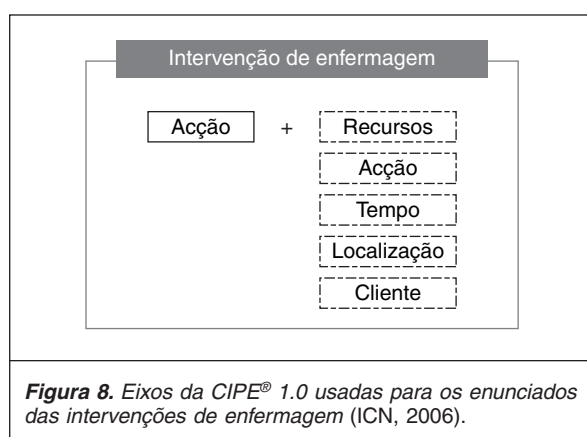 Intervenção de enfermagem
Acção + Recursos
Acção
Tempo
Localização
Cliente
Figura 8. Eixos da CIPE® 1.0 usadas para os enunciados
das intervenções de enfermagem (ICN, 2006).